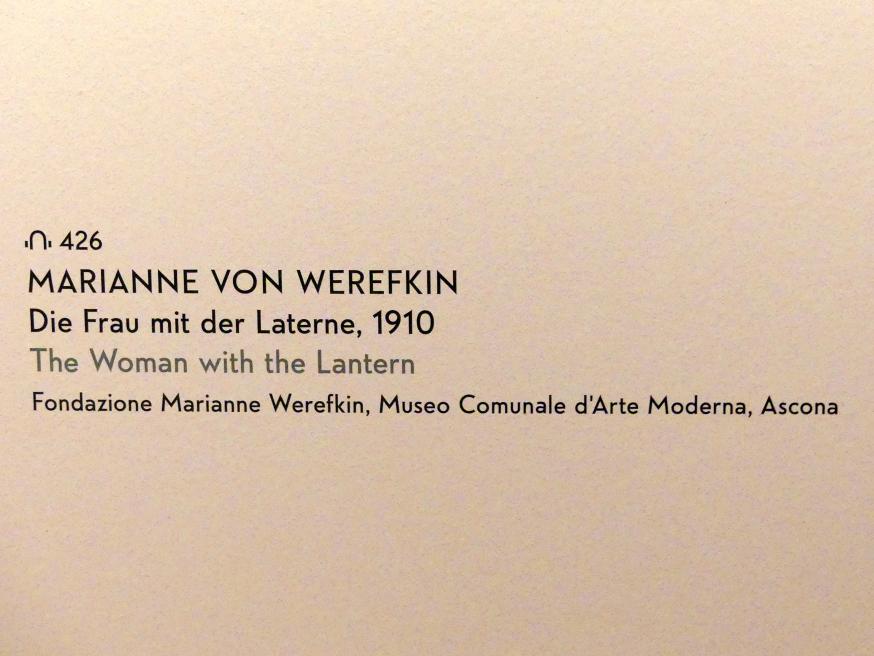 426
MARIANNE VON WEREFKIN
Die Frau mit der Laterne, 1910
The Woman with the Lantern
Fondazione Marianne Werefkin, Museo Comunale d'Arte Moderna, Ascona